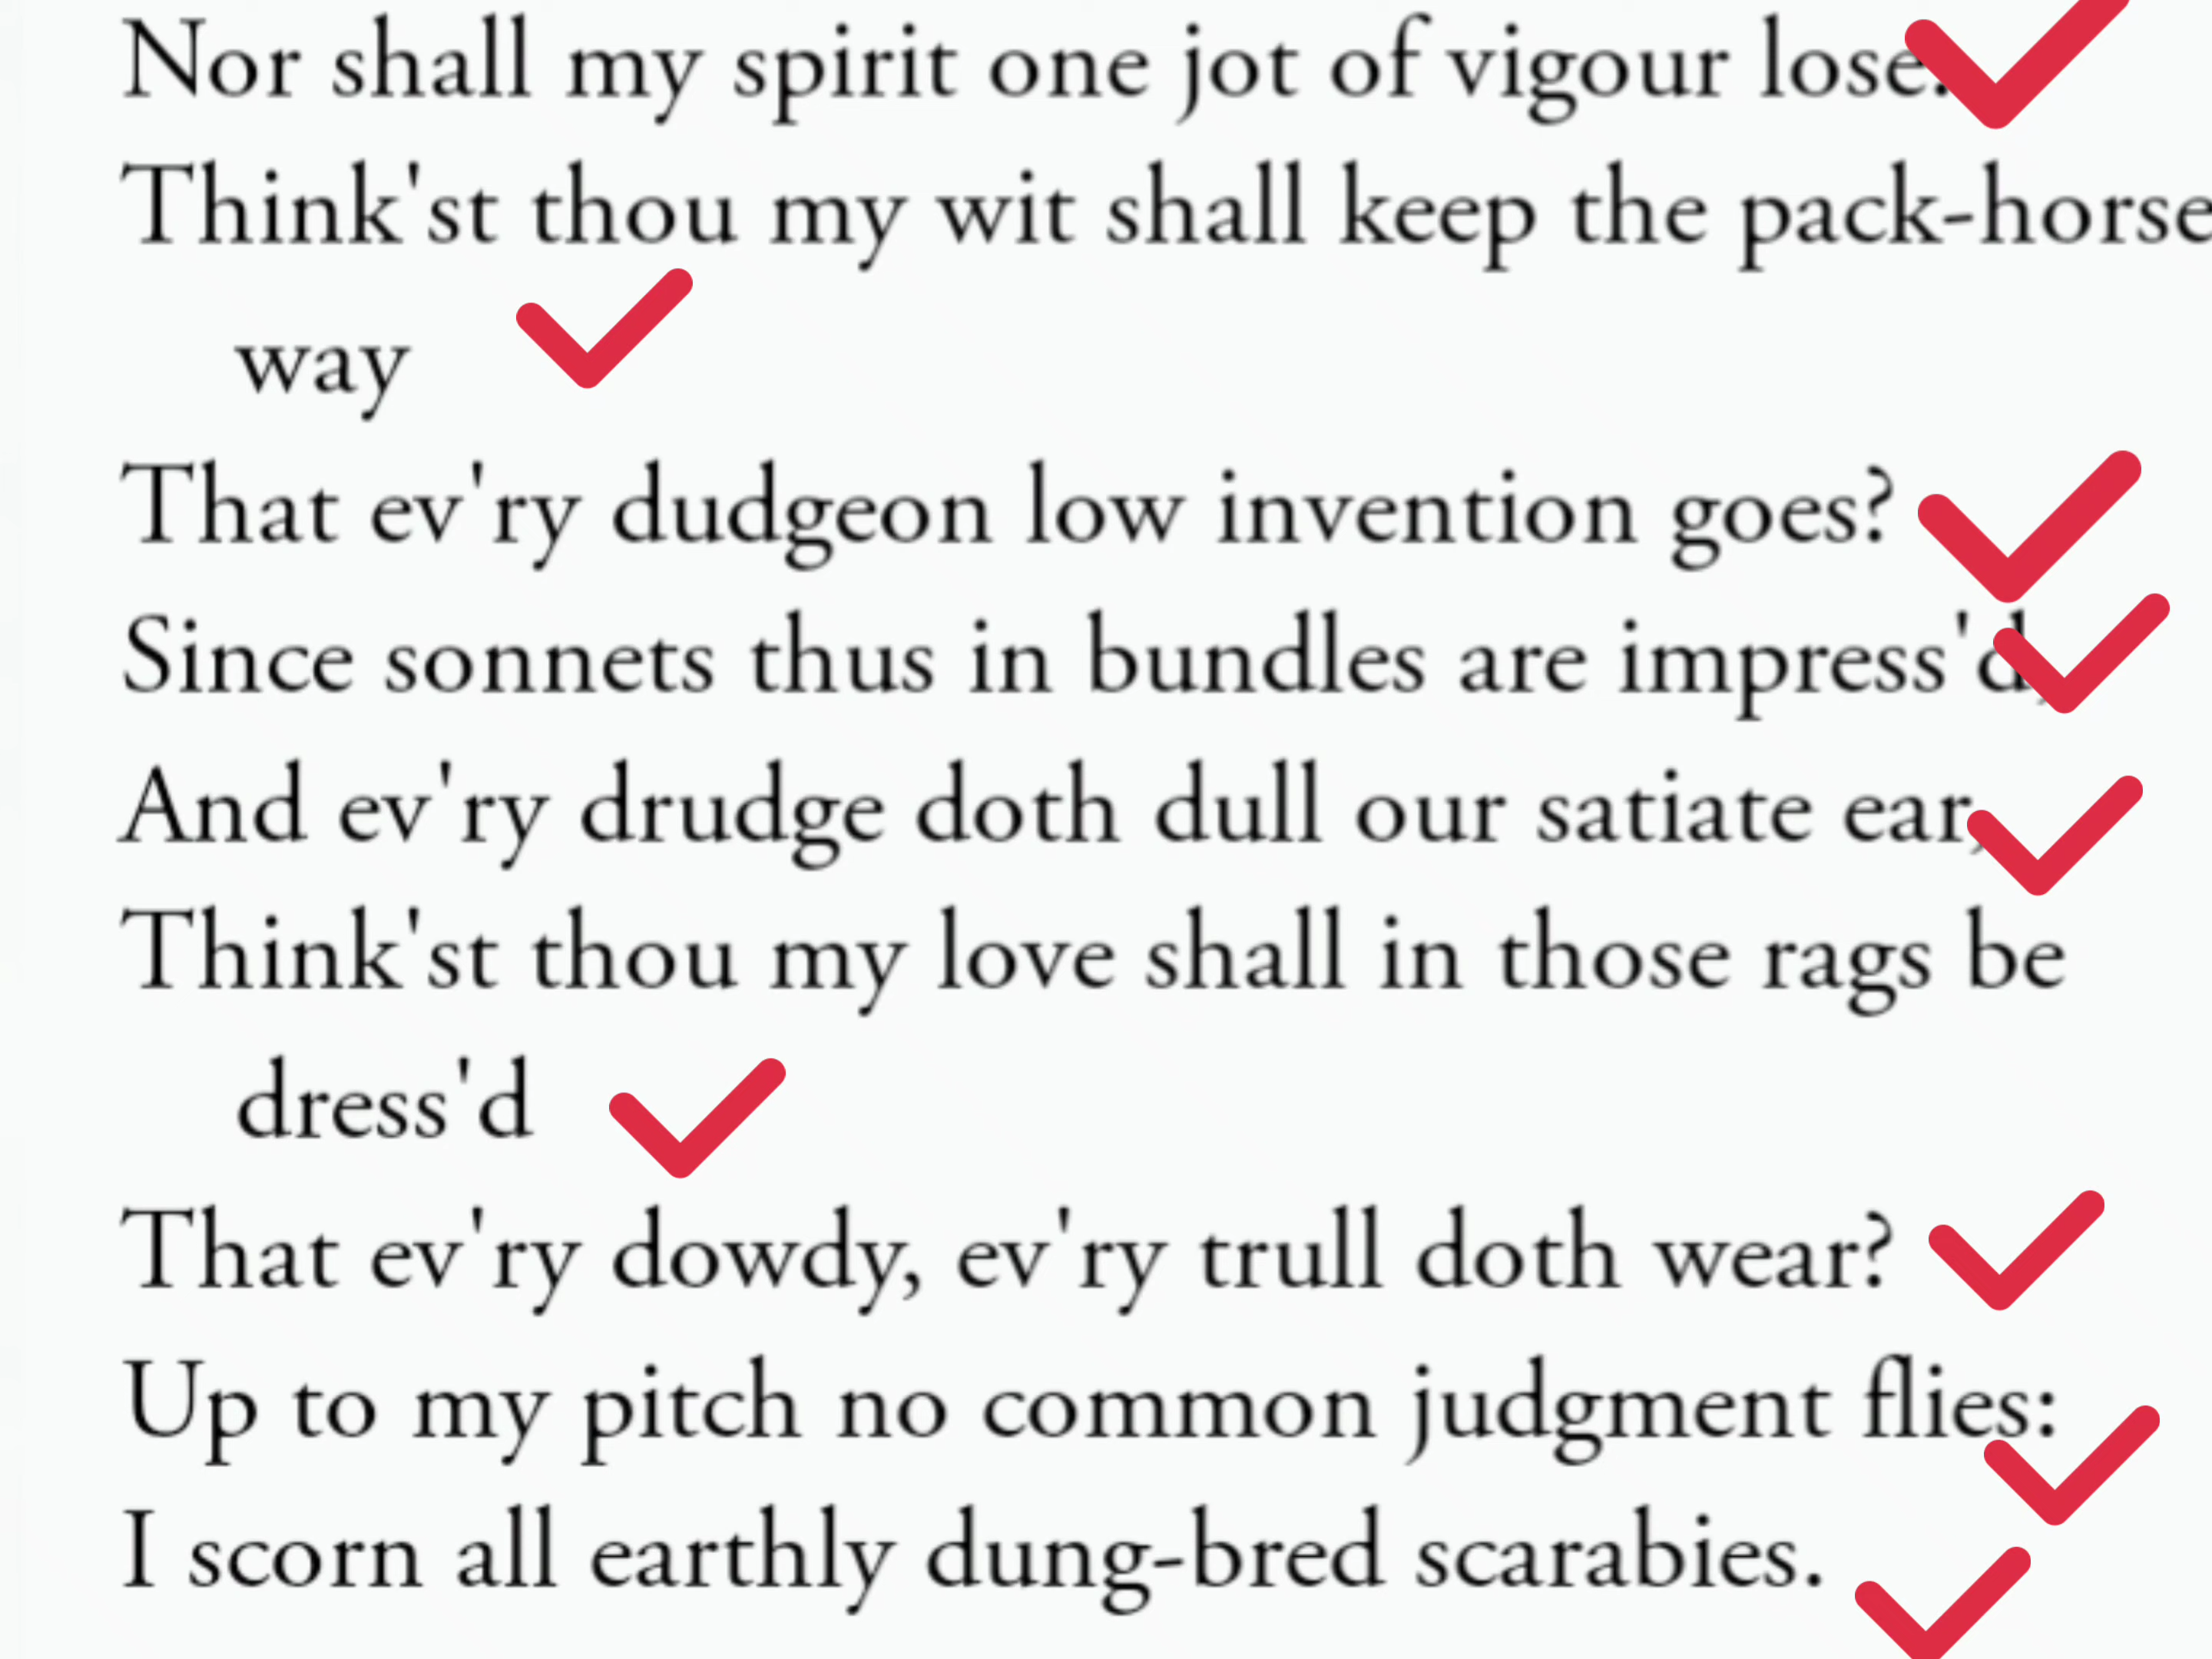 Nor shall my spirit one jot of vigour lose.
Think'st thou my wit shall keep the pack-horse
way
That ev'ry dudgeon low invention goes?
Since sonnets thus in bundles are impress'd,
And ev'ry drudge doth dull our satiate ear,
Think'st thou my love shall in those rags be
dress'd
That ev'ry dowdy, ev'ry trull doth wear?
Up to my pitch no common judgment flies:
I scorn all earthly dung-bred scarabies.